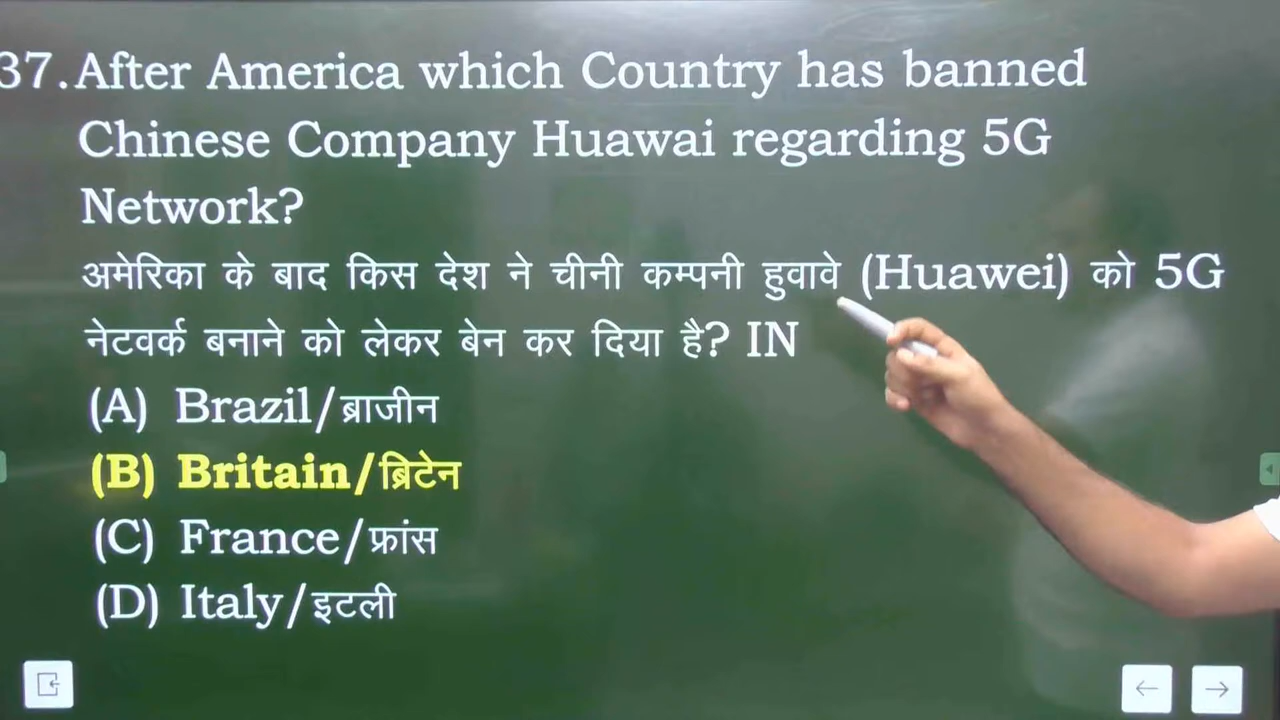 37. After America which Country has banned
Chinese Company Huawai regarding 5G
Network?
अमेरिका के बाद किस देश ने चीनी कम्पनी हुवावे (Huawei) को 5G
नेटवर्क बनाने को लेकर बेन कर दिया है? IN
(A) Brazil/ब्राजीन
(B) Britain/ब्रिटेन
(C) France/फ्रांस
(D) Italy/इटली